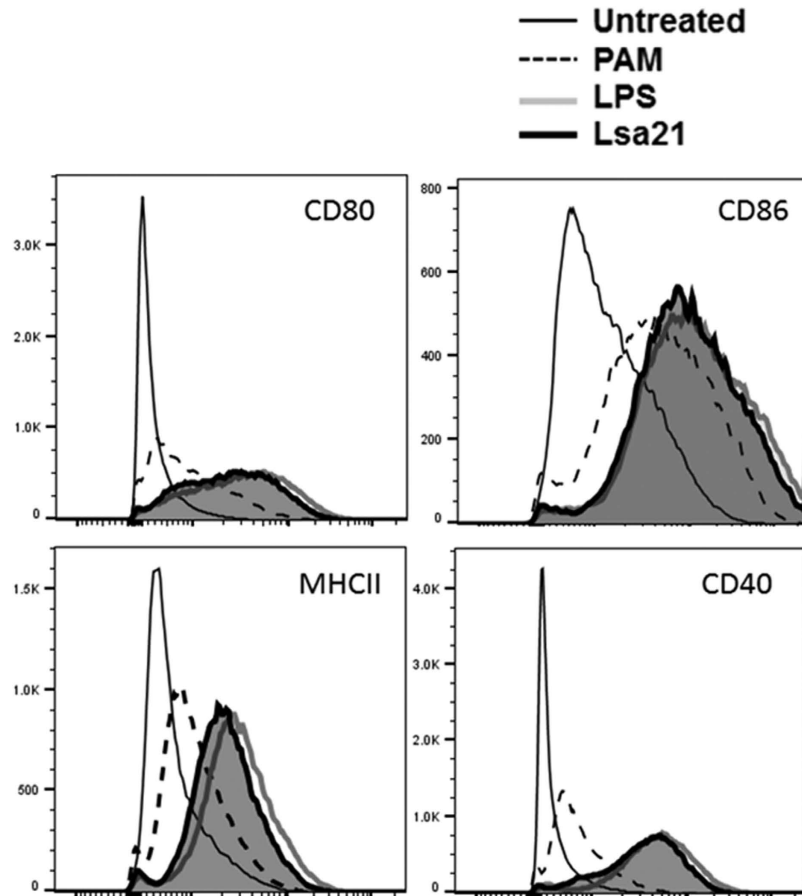 Untreated
PAM
LPS
Lsa21
CD80
3.0K
2.0K
1.0K
0
CD86
800
600
400
200
0
MHCII
1.5K
1.0K
500
0
CD40
4.0K
3.0K
2.0K
1.0K
0